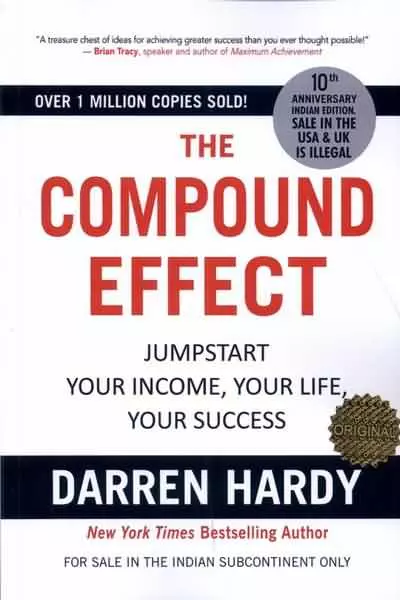 "A treasure chest of ideas for achieving greater success than you ever thought possible!"
— Brian Tracy, speaker and author of Maximum Achievement
OVER 1 MILLION COPIES SOLD!
10th
ANNIVERSARY
INDIAN EDITION.
SALE IN THE
USA & UK
IS ILLEGAL
THE
COMPOUND
EFFECT
JUMPSTART
YOUR INCOME, YOUR LIFE,
YOUR SUCCESS
ORIGINAL
DARREN HARDY
New York Times Bestselling Author
FOR SALE IN THE INDIAN SUBCONTINENT ONLY